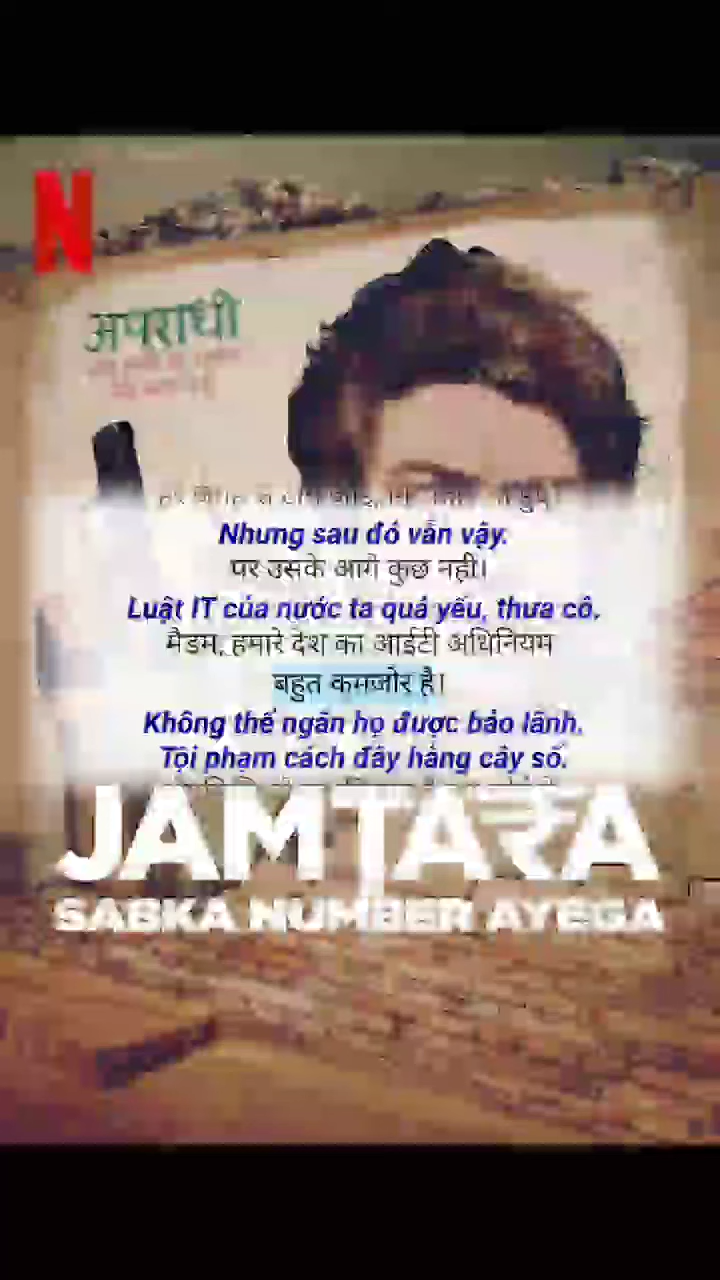 N
अपराधी
Nhưng sau đó vẫn vậy.
पर उसके आगे कुछ नहीं।
Luật IT của nước ta quá yếu, thưa cô.
मैडम, हमारे देश का आईटी अधिनियम
बहुत कमजोर है।
Không thể ngăn họ được bảo lãnh.
Tội phạm cách đây hàng cây số.
JAMTARA
SABKA NUMBER AYEGA